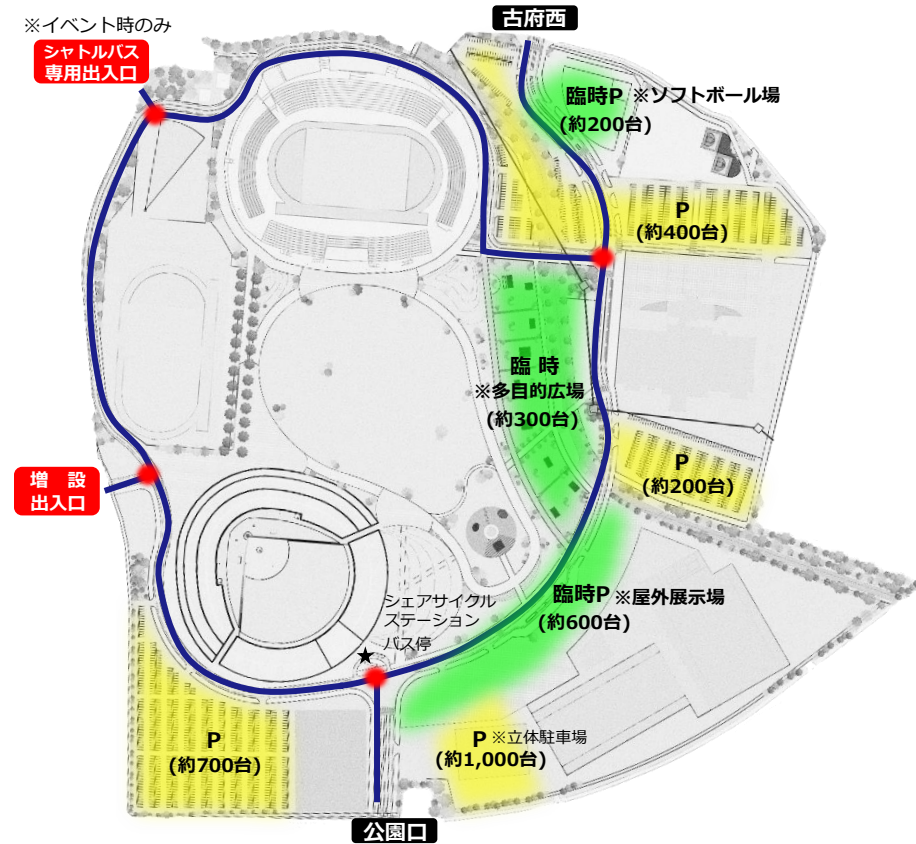 ※イベント時のみ
シャトルバス
専用出入口
古府西
臨時P ※ソフトボール場
(約200台)
P
(約400台)
臨 時
※多目的広場
(約300台)
P
(約200台)
増 設
出入口
臨時P ※屋外展示場
(約600台)
シェアサイクル
ステーション
バス停
★
P
(約700台)
P ※立体駐車場
(約1,000台)
公園口